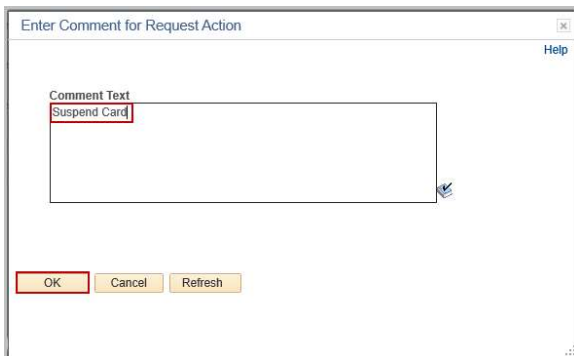 Enter Comment for Request Action
Help
Comment Text
Suspend Card
OK Cancel Refresh